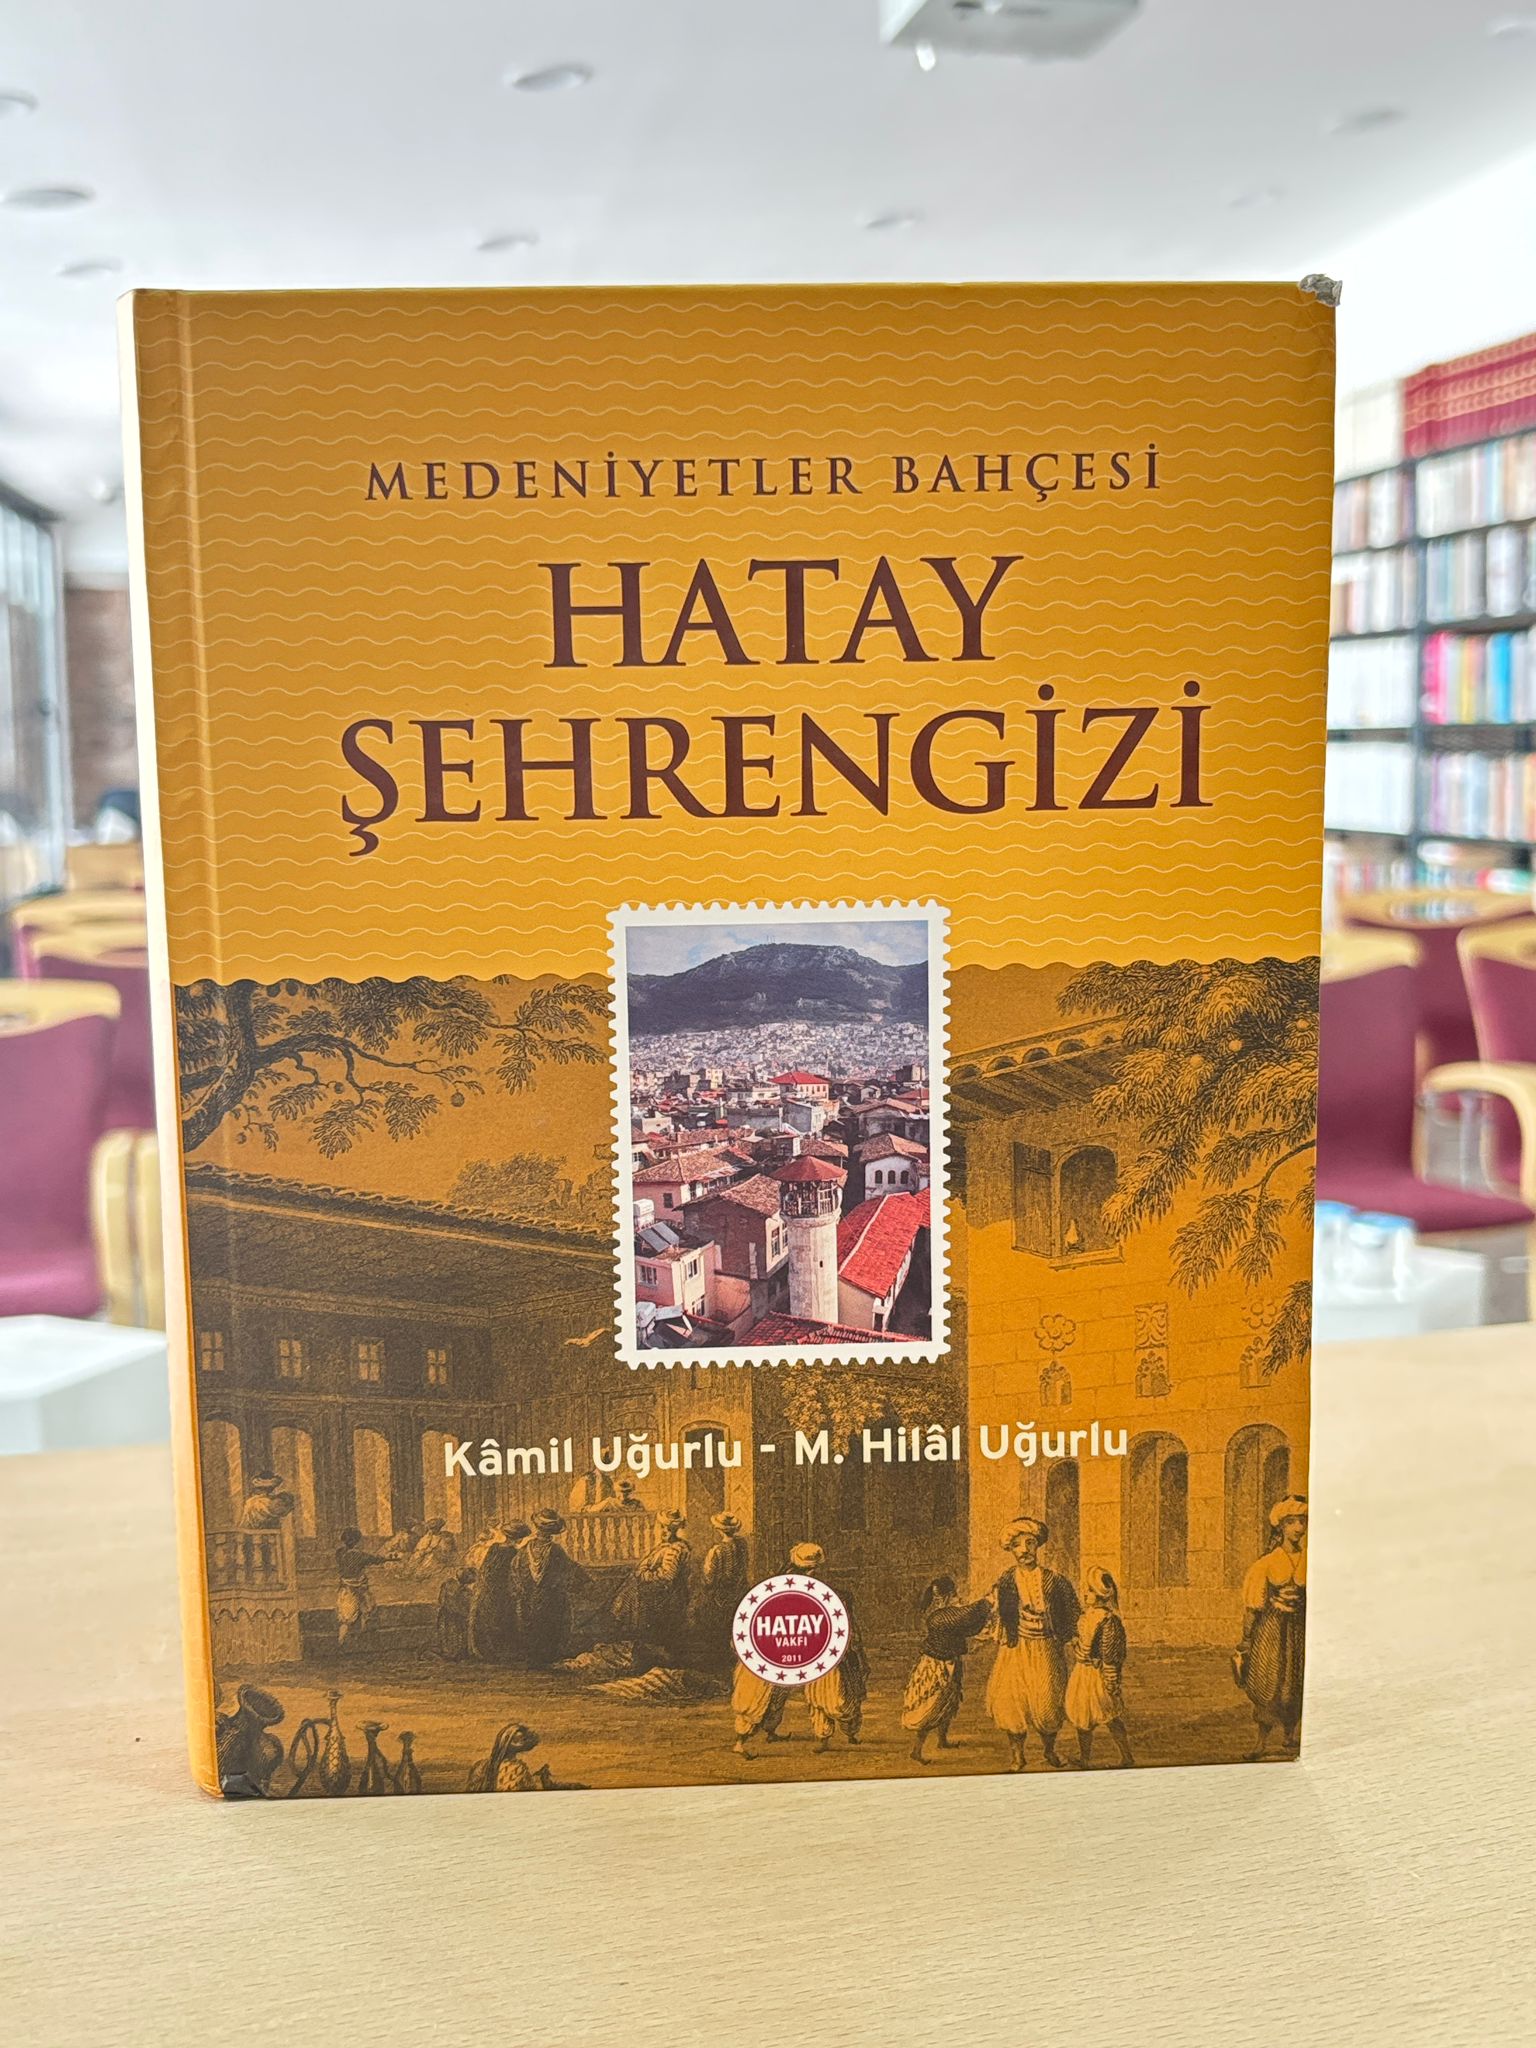 MEDENİYETLER BAHÇESİ
HATAY
ŞEHRENGİZİ
Kâmil Uğurlu - M. Hilâl Uğurlu
HATAY
VAKFI
2011